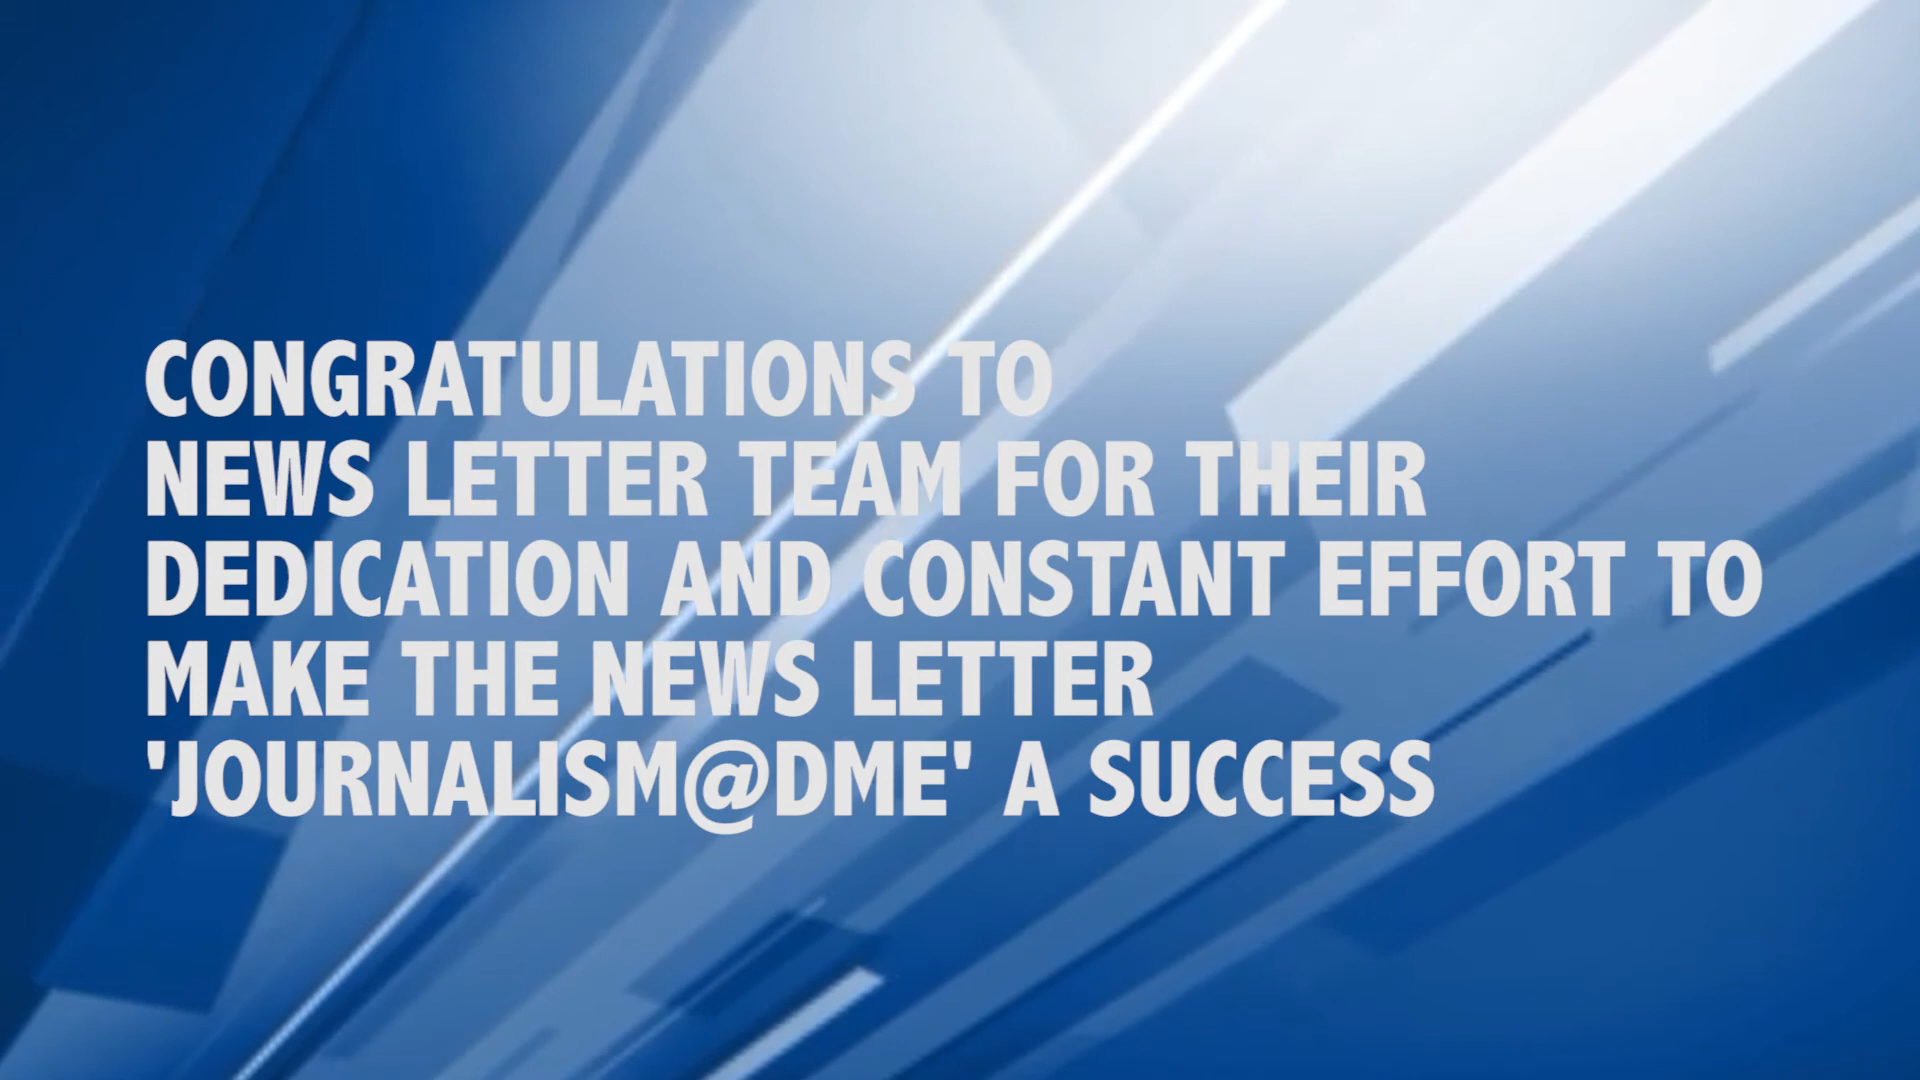 CONGRATULATIONS TO
NEWS LETTER TEAM FOR THEIR
DEDICATION AND CONSTANT EFFORT TO
MAKE THE NEWS LETTER
'JOURNALISM@DME' A SUCCESS